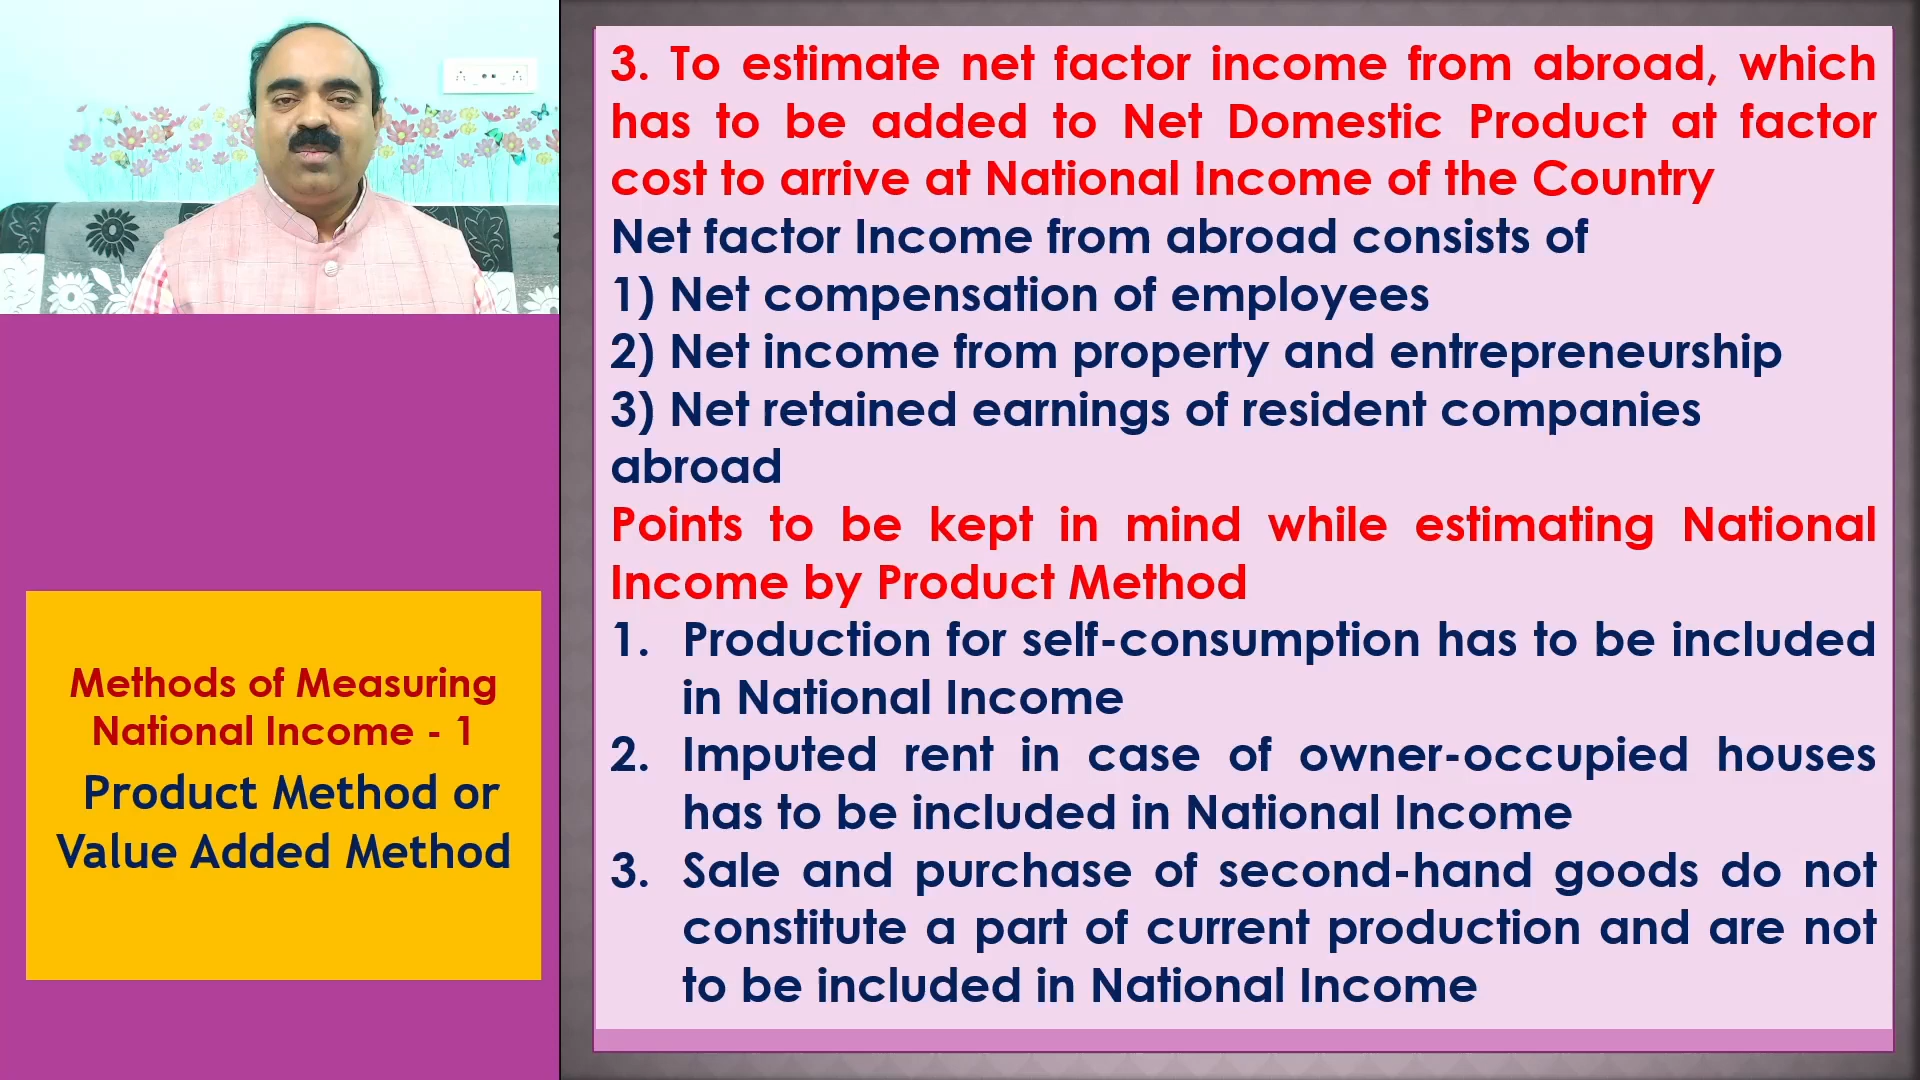 3. To estimate net factor income from abroad, which
has to be added to Net Domestic Product at factor
cost to arrive at National Income of the Country
Net factor Income from abroad consists of
1) Net compensation of employees
2) Net income from property and entrepreneurship
3) Net retained earnings of resident companies
abroad
Points to be kept in mind while estimating National
Income by Product Method
1. Production for self-consumption has to be included
in National Income
2. Imputed rent in case of owner-occupied houses
has to be included in National Income
3. Sale and purchase of second-hand goods do not
constitute a part of current production and are not
to be included in National Income
Methods of Measuring
National Income - 1
Product Method or
Value Added Method